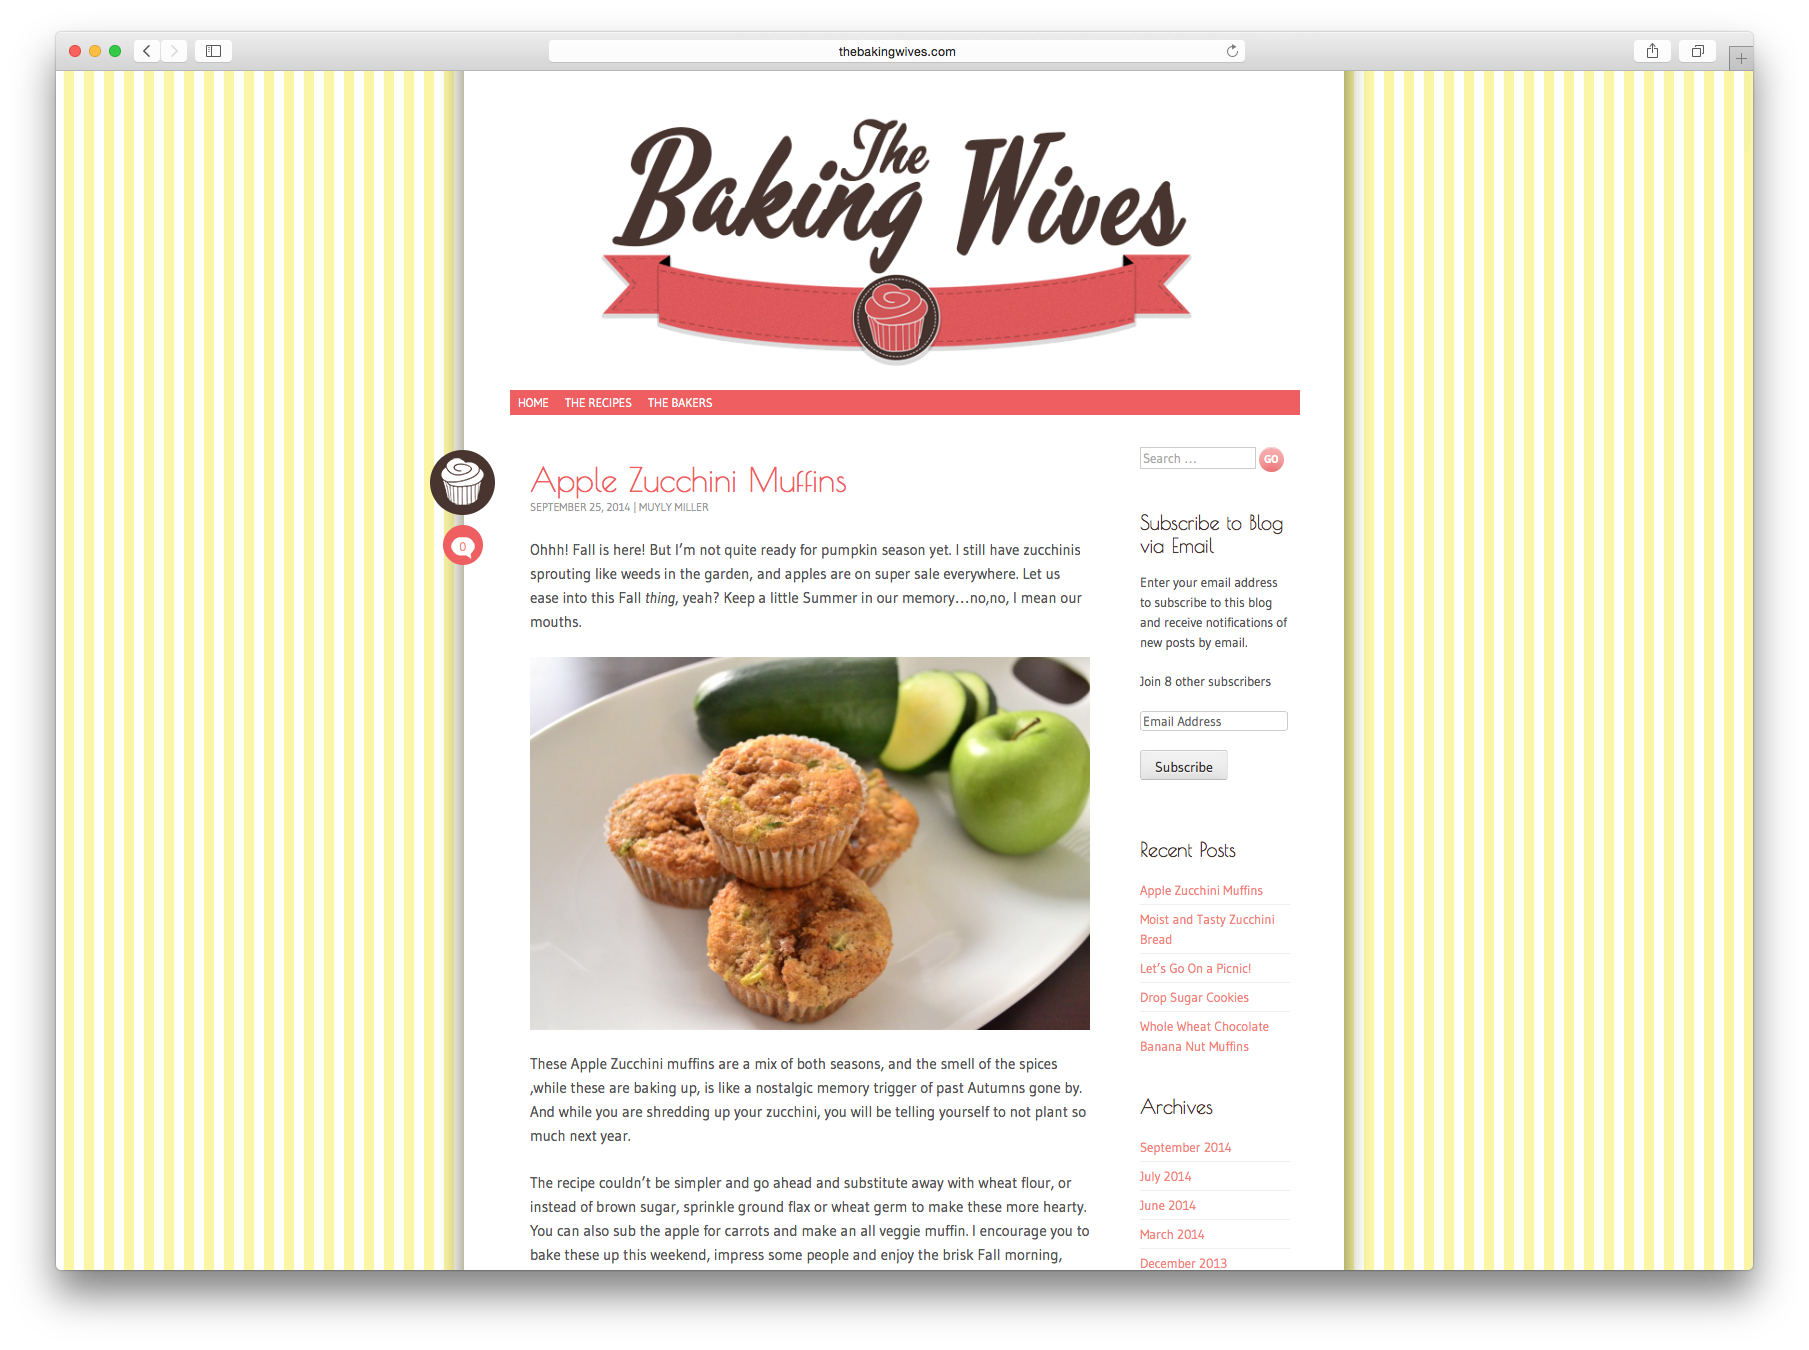 thebakingwives.com
The
Baking Wives
HOME THE RECIPES THE BAKERS
Apple Zucchini Muffins
SEPTEMBER 25, 2014 | MUYLY MILLER
0
Ohhh! Fall is here! But I’m not quite ready for pumpkin season yet. I still have zucchinis
sprouting like weeds in the garden, and apples are on super sale everywhere. Let us
ease into this Fall thing, yeah? Keep a little Summer in our memory…no,no, I mean our
mouths.
These Apple Zucchini muffins are a mix of both seasons, and the smell of the spices
,while these are baking up, is like a nostalgic memory trigger of past Autumns gone by.
And while you are shredding up your zucchini, you will be telling yourself to not plant so
much next year.
The recipe couldn’t be simpler and go ahead and substitute away with wheat flour, or
instead of brown sugar, sprinkle ground flax or wheat germ to make these more hearty.
You can also sub the apple for carrots and make an all veggie muffin. I encourage you to
bake these up this weekend, impress some people and enjoy the brisk Fall morning,
Search … GO
Subscribe to Blog
via Email
Enter your email address
to subscribe to this blog
and receive notifications of
new posts by email.
Join 8 other subscribers
Email Address
Subscribe
Recent Posts
Apple Zucchini Muffins
Moist and Tasty Zucchini
Bread
Let’s Go On a Picnic!
Drop Sugar Cookies
Whole Wheat Chocolate
Banana Nut Muffins
Archives
September 2014
July 2014
June 2014
March 2014
December 2013